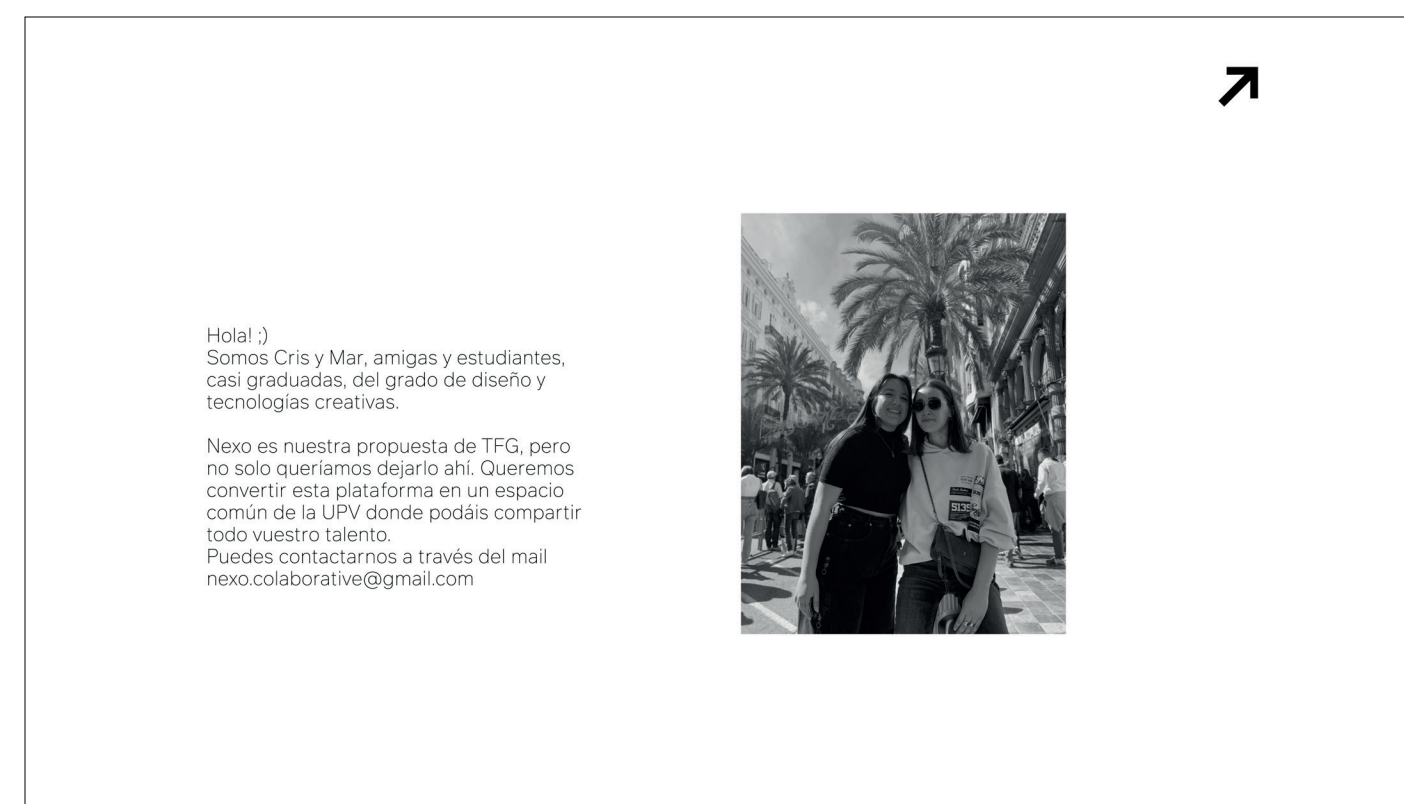 Hola! ;)
Somos Cris y Mar, amigas y estudiantes,
casi graduadas, del grado de diseño y
tecnologías creativas.
Nexo es nuestra propuesta de TFG, pero
no solo queríamos dejarlo ahí. Queremos
convertir esta plataforma en un espacio
común de la UPV donde podáis compartir
todo vuestro talento.
Puedes contactarnos a través del mail
nexo.colaborative@gmail.com
5139